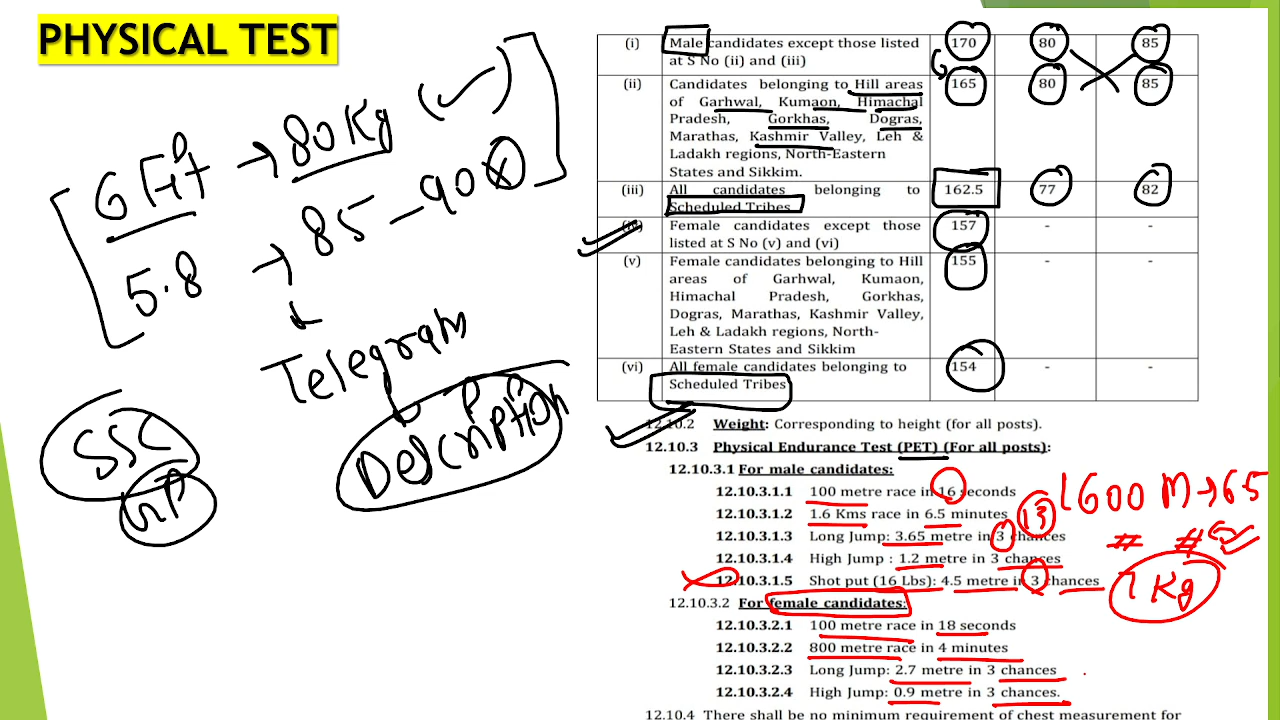 PHYSICAL TEST
6 Fit → 80 Kg (✓)
5.8 → 85 - 90
Telegram
Description
SSC
(i) Male candidates except those listed 170 80 85
at S No (ii) and (iii)
(ii) Candidates belonging to Hill areas 165 80 85
of Garhwal, Kumaon, Himachal
Pradesh, Gorkhas, Dogras,
Marathas, Kashmir Valley, Leh &
Ladakh regions, North-Eastern
States and Sikkim.
(iii) All candidates belonging to 162.5 77 82
Scheduled Tribes
Female candidates except those 157 - -
listed at S No (v) and (vi)
(v) Female candidates belonging to Hill 155 - -
areas of Garhwal, Kumaon,
Himachal Pradesh, Gorkhas,
Dogras, Marathas, Kashmir Valley,
Leh & Ladakh regions, North-
Eastern States and Sikkim
(vi) All female candidates belonging to 154 - -
Scheduled Tribes
12.10.2 Weight: Corresponding to height (for all posts).
12.10.3 Physical Endurance Test (PET) (For all posts):
12.10.3.1 For male candidates:
12.10.3.1.1 100 metre race in 16 seconds
1600 M → 65
12.10.3.1.2 1.6 Kms race in 6.5 minutes
13
12.10.3.1.3 Long Jump: 3.65 metre in 3 chances
12.10.3.1.4 High Jump : 1.2 metre in 3 chances
12.10.3.1.5 Shot put (16 Lbs): 4.5 metre in 3 chances
7 Kg
12.10.3.2 For female candidates:
12.10.3.2.1 100 metre race in 18 seconds
12.10.3.2.2 800 metre race in 4 minutes
12.10.3.2.3 Long Jump: 2.7 metre in 3 chances
12.10.3.2.4 High Jump: 0.9 metre in 3 chances.
12.10.4 There shall be no minimum requirement of chest measurement for